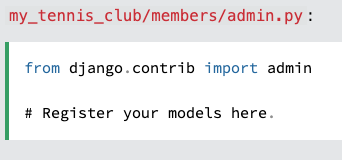 my_tennis_club/members/admin.py:
from django.contrib import admin
# Register your models here.